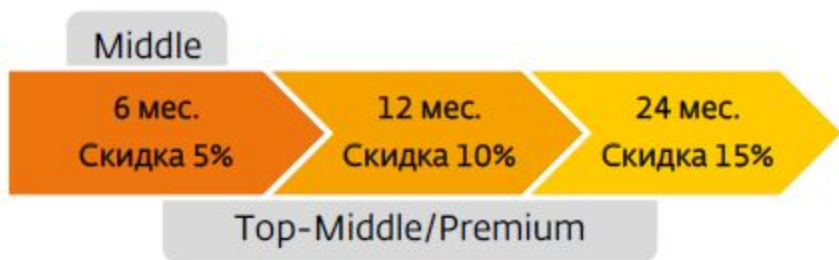 Middle
6 мес.
Скидка 5%
12 мес.
Скидка 10%
24 мес.
Скидка 15%
Top-Middle/Premium